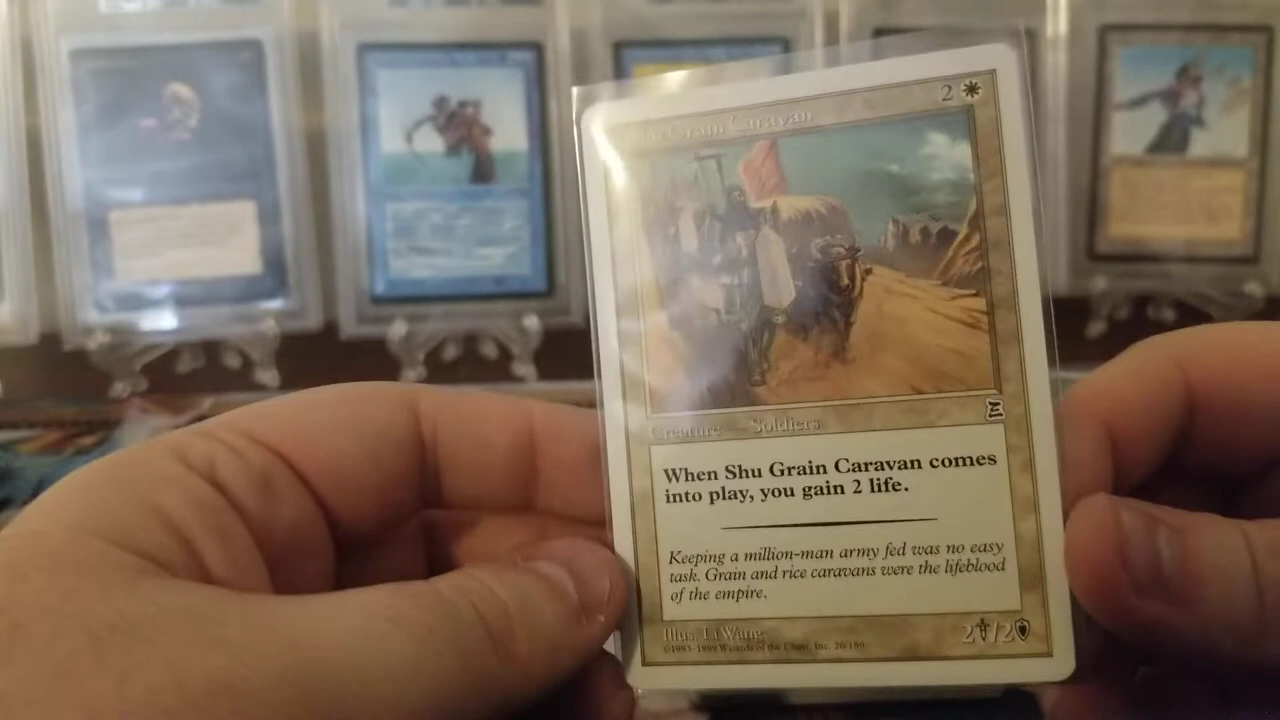 Grain Caravan 2
Creature — Soldiers
When Shu Grain Caravan comes
into play, you gain 2 life.
Keeping a million-man army fed was no easy
task. Grain and rice caravans were the lifeblood
of the empire.
Illus. Li Wang
2/2
©1993-1999 Wizards of the Coast, Inc. 20/180